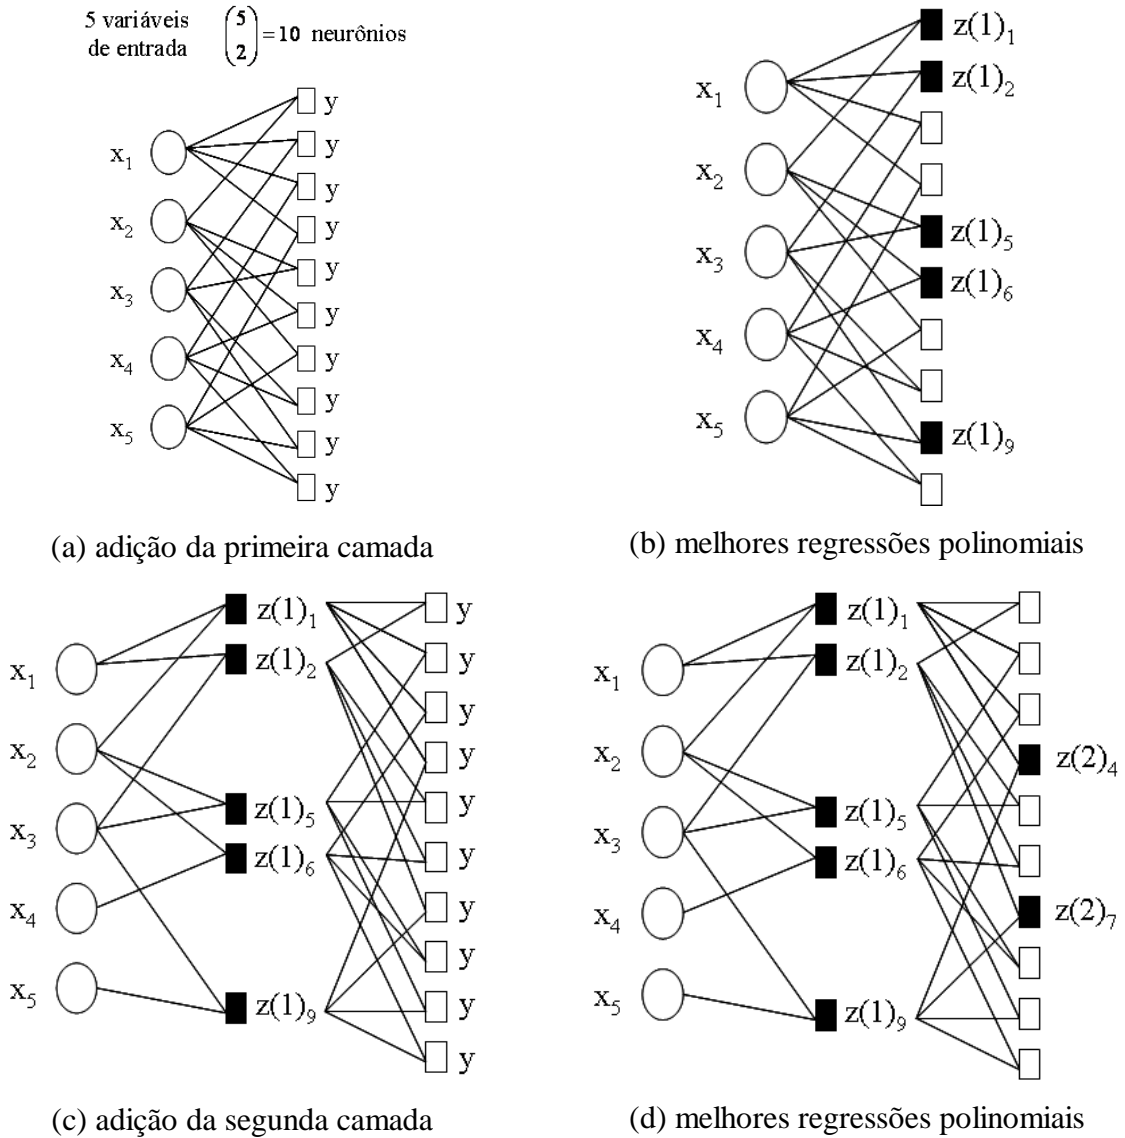 5 variáveis
de entrada
(5 2) = 10 neurônios
y
y
x1
y
y
x2
y
x3
y
x4
y
y
x5
y
y
(a) adição da primeira camada
z(1)1
x1
z(1)2
x2
z(1)5
x3
z(1)6
x4
x5
z(1)9
(b) melhores regressões polinomiais
z(1)1
y
x1
z(1)2
y
y
x2
y
z(1)5
y
x3
z(1)6
y
x4
y
y
x5
z(1)9
y
y
(c) adição da segunda camada
z(1)1
x1
z(1)2
x2
z(2)4
z(1)5
x3
z(1)6
x4
z(2)7
x5
z(1)9
(d) melhores regressões polinomiais